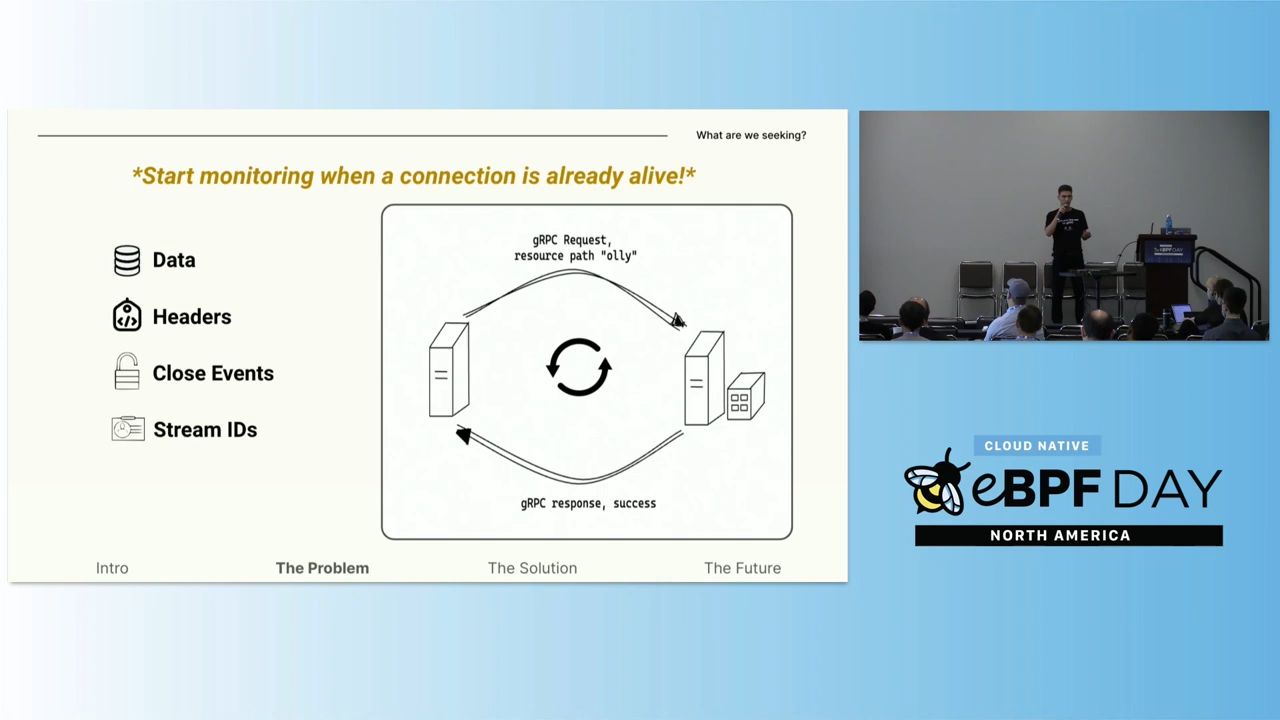 What are we seeking?
*Start monitoring when a connection is already alive!*
Data
Headers
Close Events
Stream IDs
gRPC Request,
resource path "olly"
gRPC response, success
Intro
The Problem
The Solution
The Future
eBPF DAY
CLOUD NATIVE
eBPF DAY
NORTH AMERICA